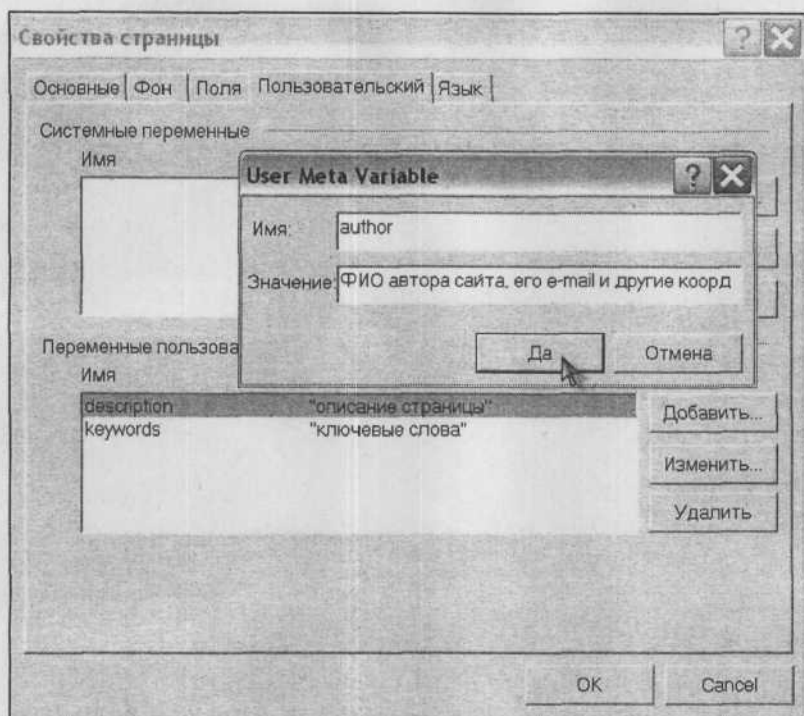 Свойства страницы
Основные Фон Поля Пользовательский Язык
Системные переменные
Имя
User Meta Variable
Имя: author
Значение: ФИО автора сайта, его e-mail и другие коорд
Да Отмена
Переменные пользова
Имя
description "описание страницы"
keywords "ключевые слова"
Добавить...
Изменить...
Удалить
OK Cancel